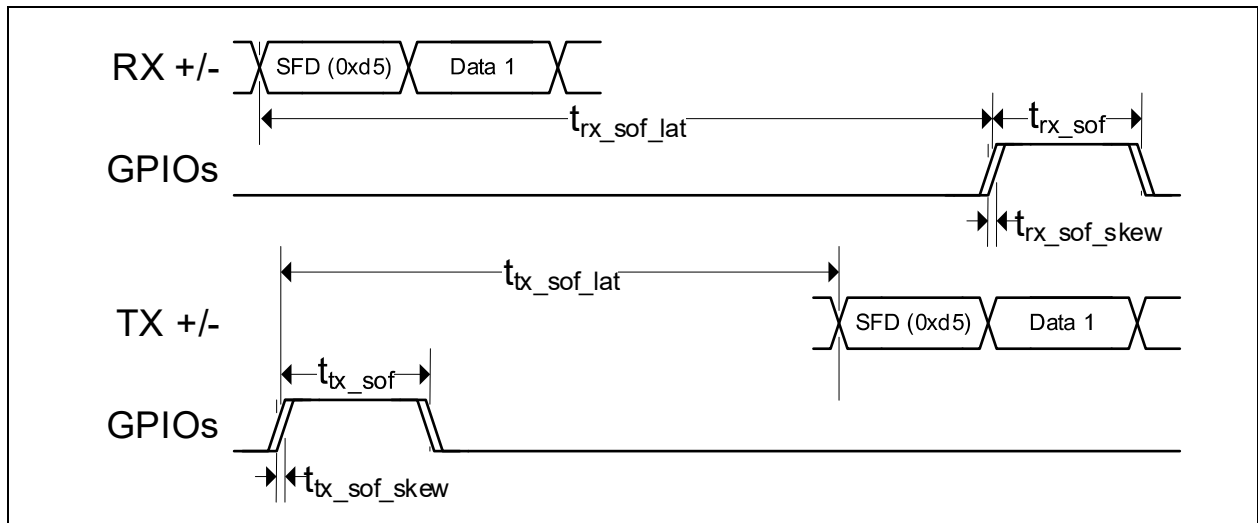 RX +/-
SFD (0xd5) Data 1
trx_sof_lat trx_sof
GPIOs
trx_sof_skew
ttx_sof_lat
TX +/-
SFD (0xd5) Data 1
ttx_sof
GPIOs
ttx_sof_skew